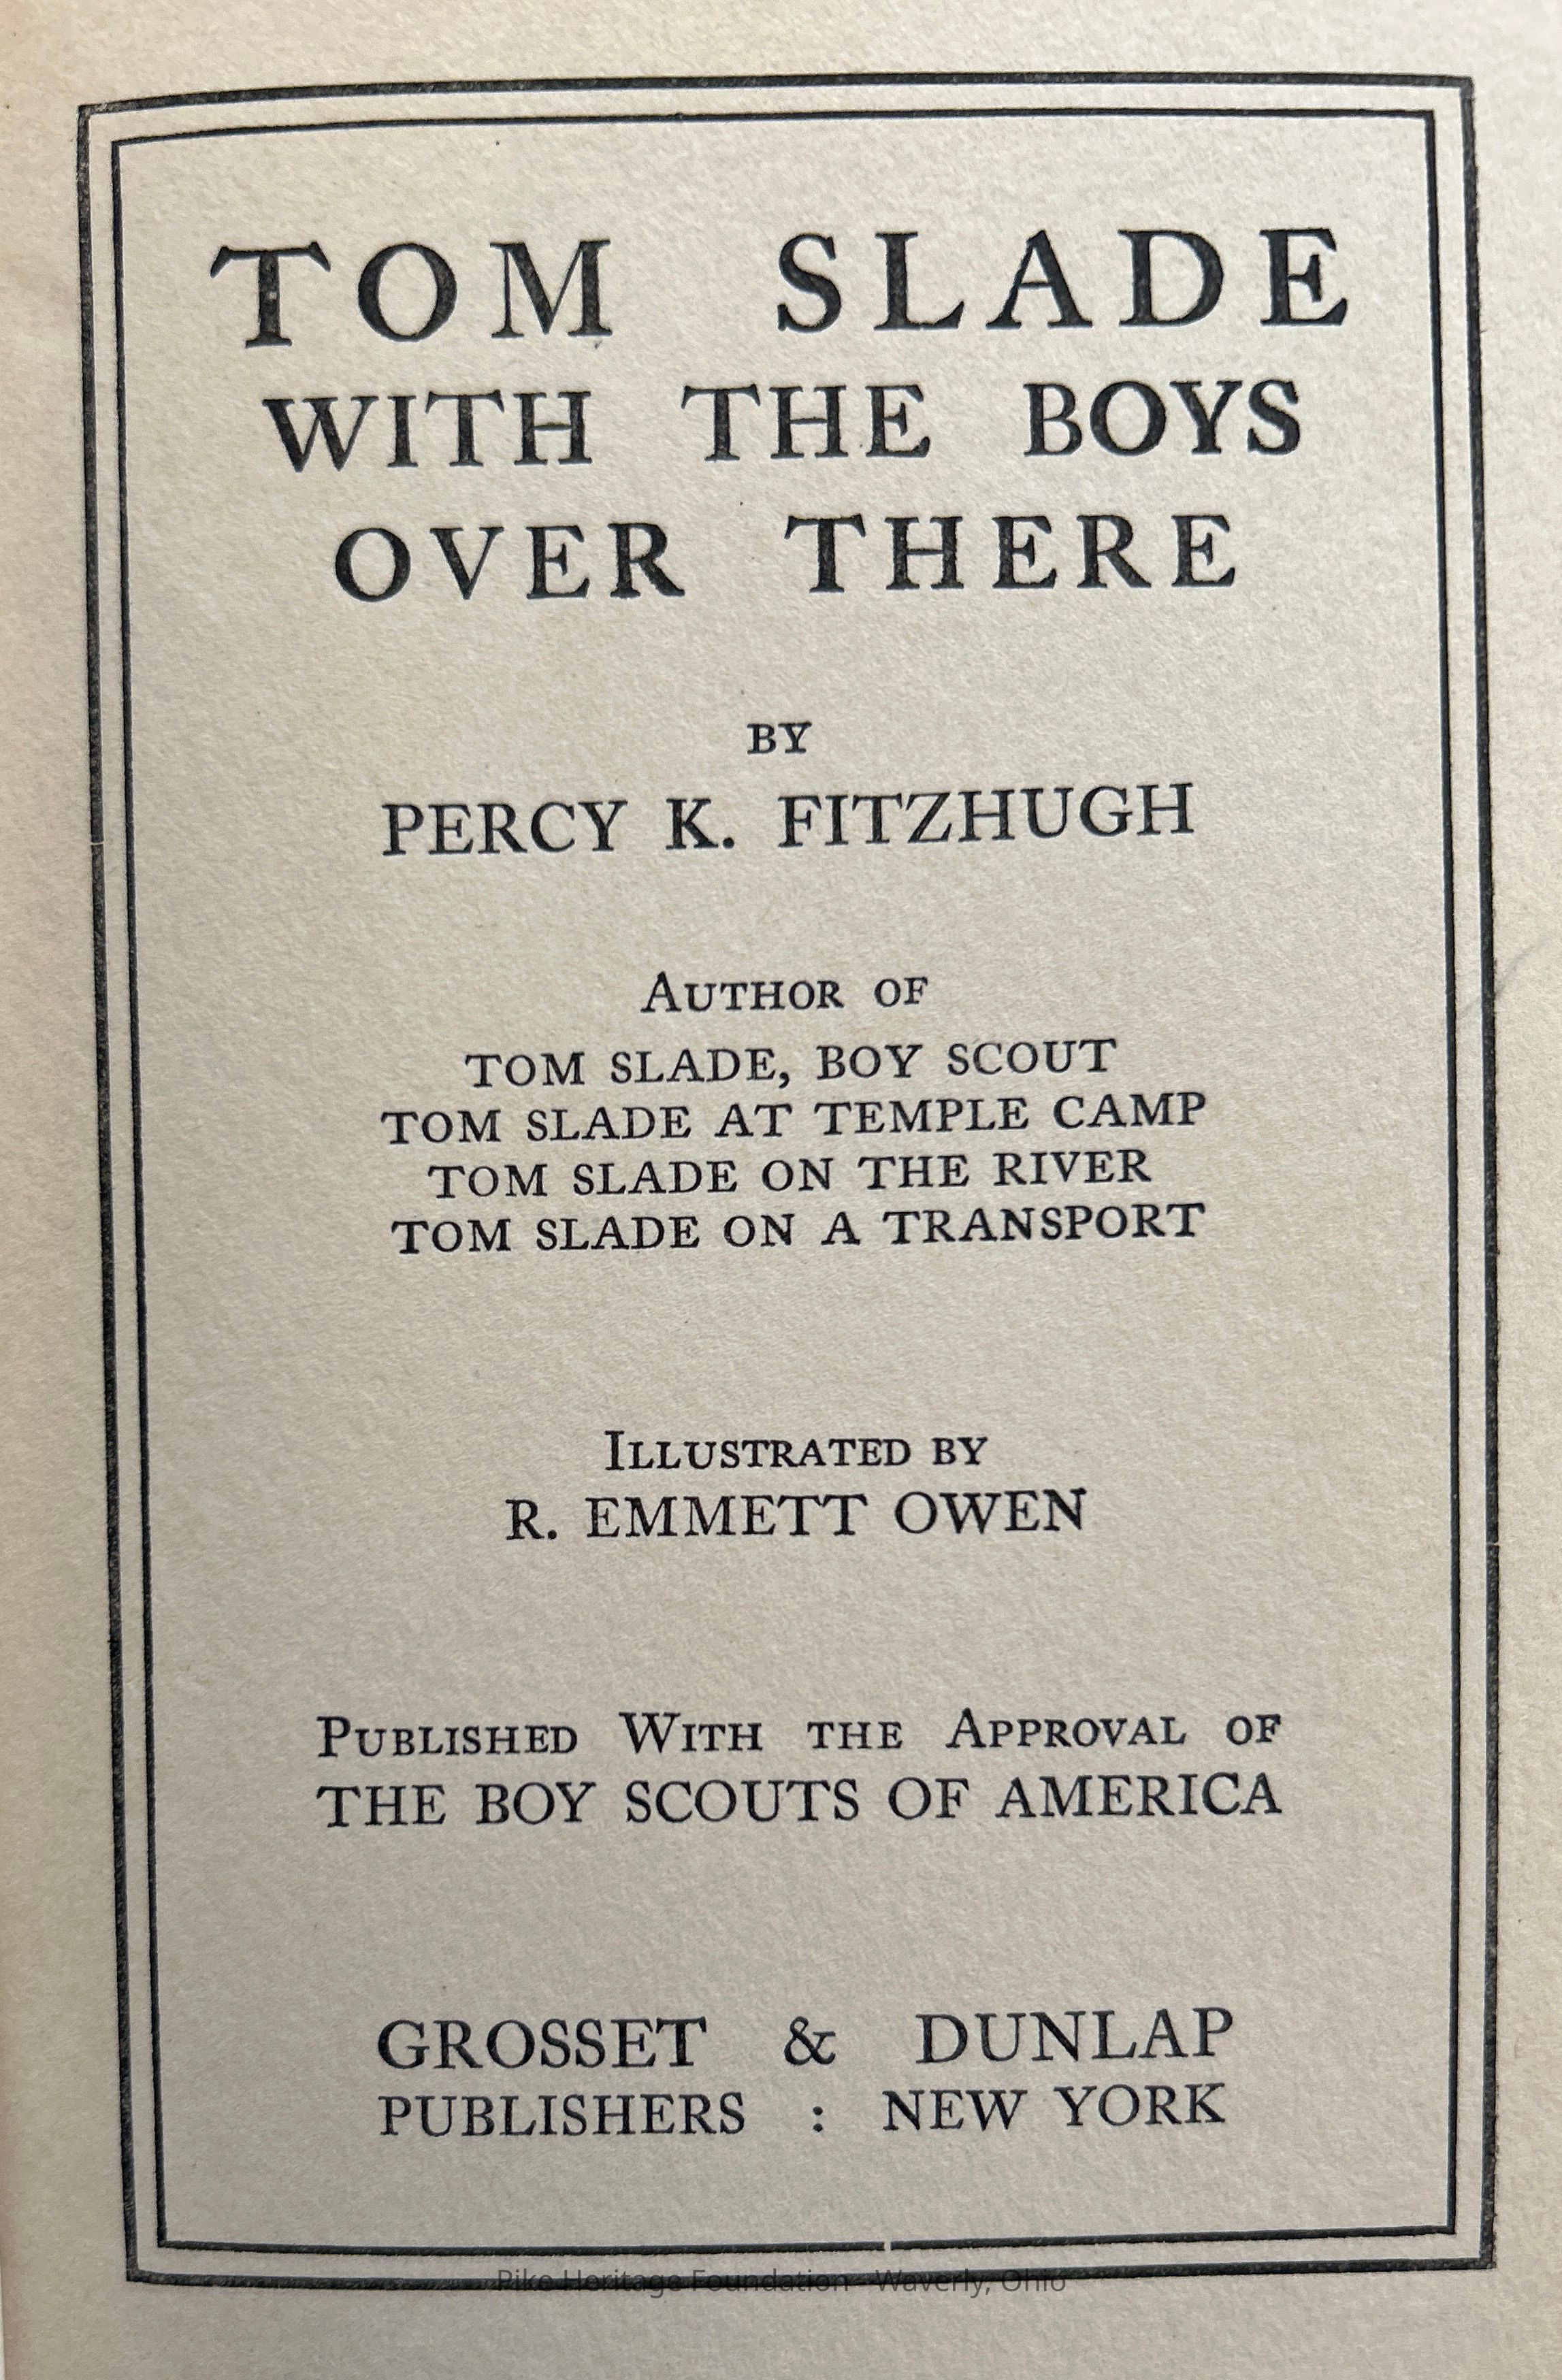 TOM SLADE
WITH THE BOYS
OVER THERE
BY
PERCY K. FITZHUGH
AUTHOR OF
TOM SLADE, BOY SCOUT
TOM SLADE AT TEMPLE CAMP
TOM SLADE ON THE RIVER
TOM SLADE ON A TRANSPORT
ILLUSTRATED BY
R. EMMETT OWEN
PUBLISHED WITH THE APPROVAL OF
THE BOY SCOUTS OF AMERICA
GROSSET & DUNLAP
PUBLISHERS : NEW YORK
Pike Heritage Foundation - Waverly, Ohio